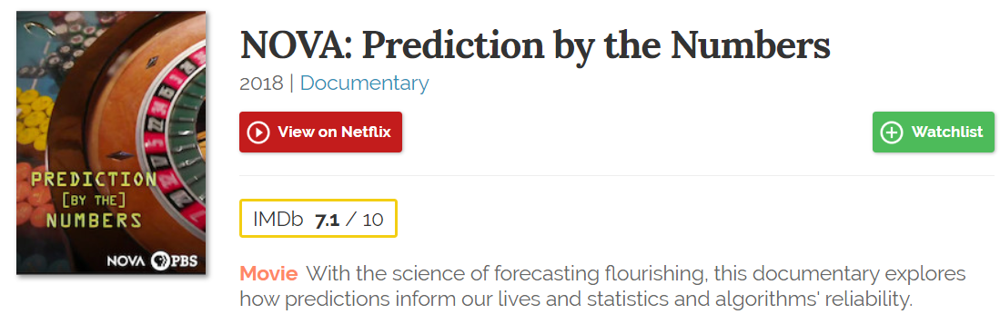 PREDICTION
[BY THE]
NUMBERS
NOVA PBS
NOVA: Prediction by the Numbers
2018 | Documentary
View on Netflix
Watchlist
IMDb 7.1 / 10
Movie With the science of forecasting flourishing, this documentary explores
how predictions inform our lives and statistics and algorithms' reliability.